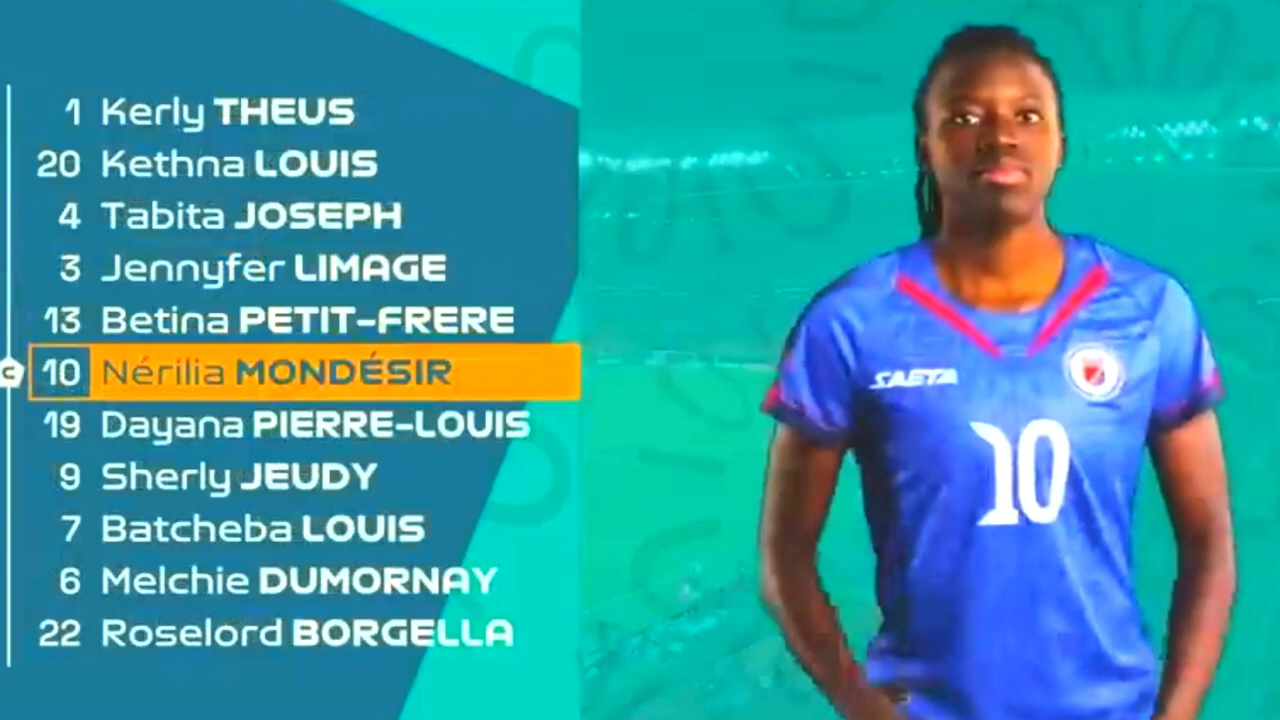 1 Kerly THEUS
20 Kethna LOUIS
4 Tabita JOSEPH
3 Jennyfer LIMAGE
13 Betina PETIT-FRERE
C 10 Nérilia MONDÉSIR
19 Dayana PIERRE-LOUIS
9 Sherly JEUDY
7 Batcheba LOUIS
6 Melchie DUMORNAY
22 Roselord BORGELLA
SAETA
10